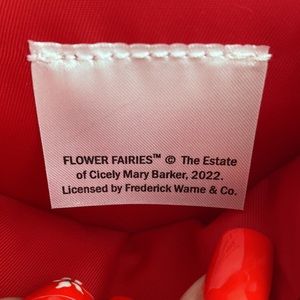 FLOWER FAIRIES™ © The Estate
of Cicely Mary Barker, 2022.
Licensed by Frederick Warne & Co.